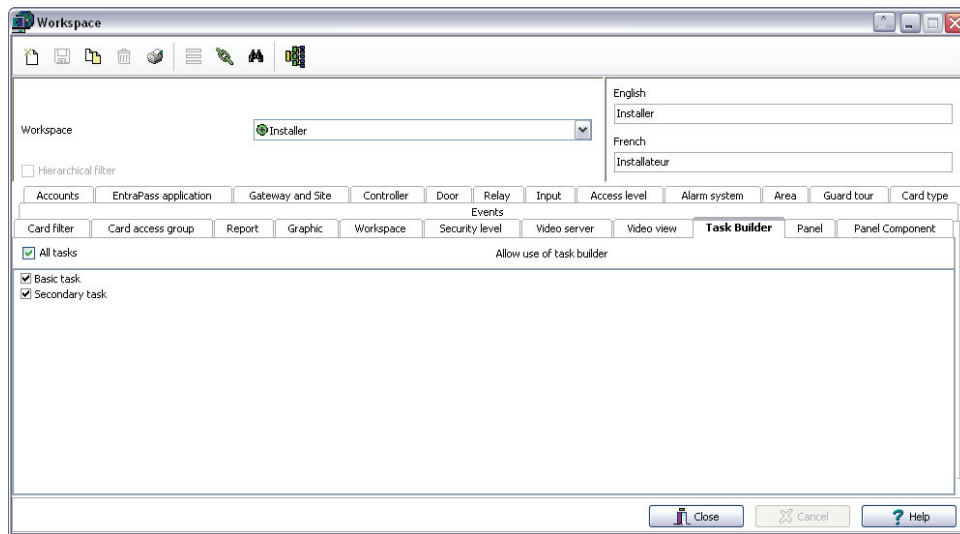 Workspace
English
Installer
Workspace
Installer
French
Installateur
Hierarchical filter
Accounts EntraPass application Gateway and Site Controller Door Relay Input Access level Alarm system Area Guard tour Card type
Events
Card filter Card access group Report Graphic Workspace Security level Video server Video view Task Builder Panel Panel Component
All tasks Allow use of task builder
Basic task
Secondary task
Close Cancel ? Help